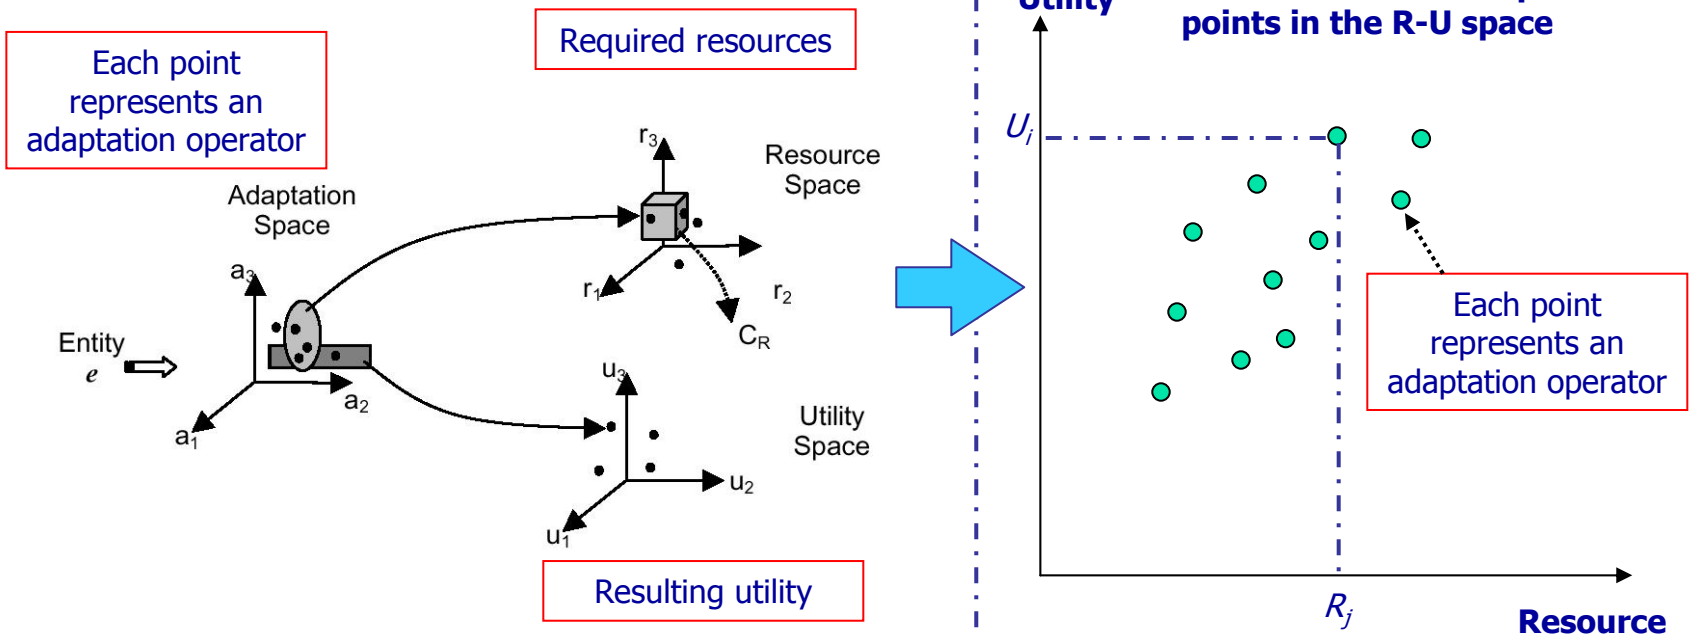 Each point
represents an
adaptation operator
Required resources
Adaptation
Space
Resource
Space
r3
r1
r2
CR
a3
a2
a1
Entity
e
u3
u2
u1
Utility
Space
Resulting utility
Utility
points in the R-U space
Ui
Each point
represents an
adaptation operator
Rj
Resource